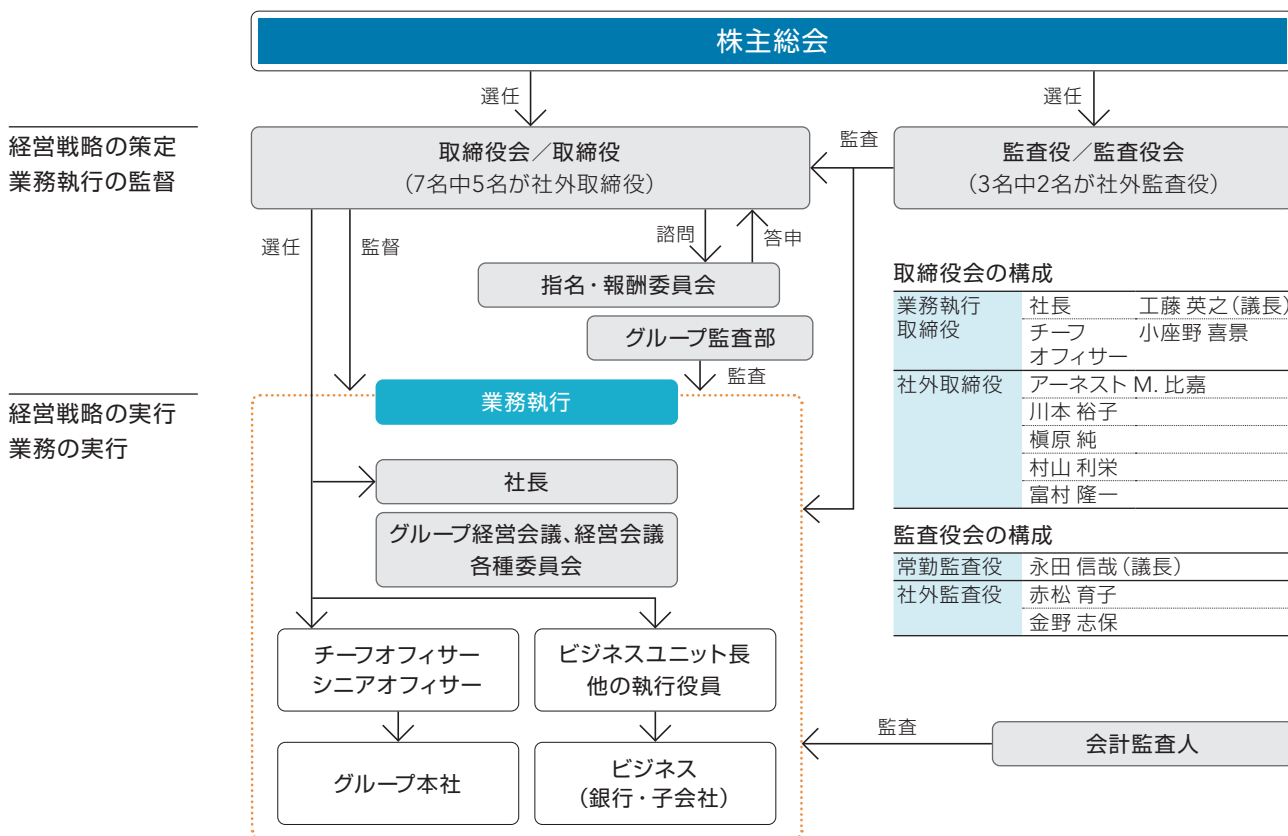 株主総会
選任
選任
経営戦略の策定
業務執行の監督
取締役会／取締役
(7名中5名が社外取締役)
監査
監査役／監査役会
(3名中2名が社外監査役)
選任
監督
諮問
答申
指名・報酬委員会
グループ監査部
監査
経営戦略の実行
業務の実行
業務執行
社長
グループ経営会議、経営会議
各種委員会
チーフオフィサー
シニアオフィサー
ビジネスユニット長
他の執行役員
グループ本社
ビジネス
(銀行・子会社)
取締役会の構成
業務執行 社長 工藤 英之(議長)
取締役 チーフ 小座野 喜景
オフィサー
社外取締役 アーネスト M. 比嘉
川本 裕子
槇原 純
村山 利栄
富村 隆一
監査役会の構成
常勤監査役 永田 信哉(議長)
社外監査役 赤松 育子
金野 志保
監査
会計監査人